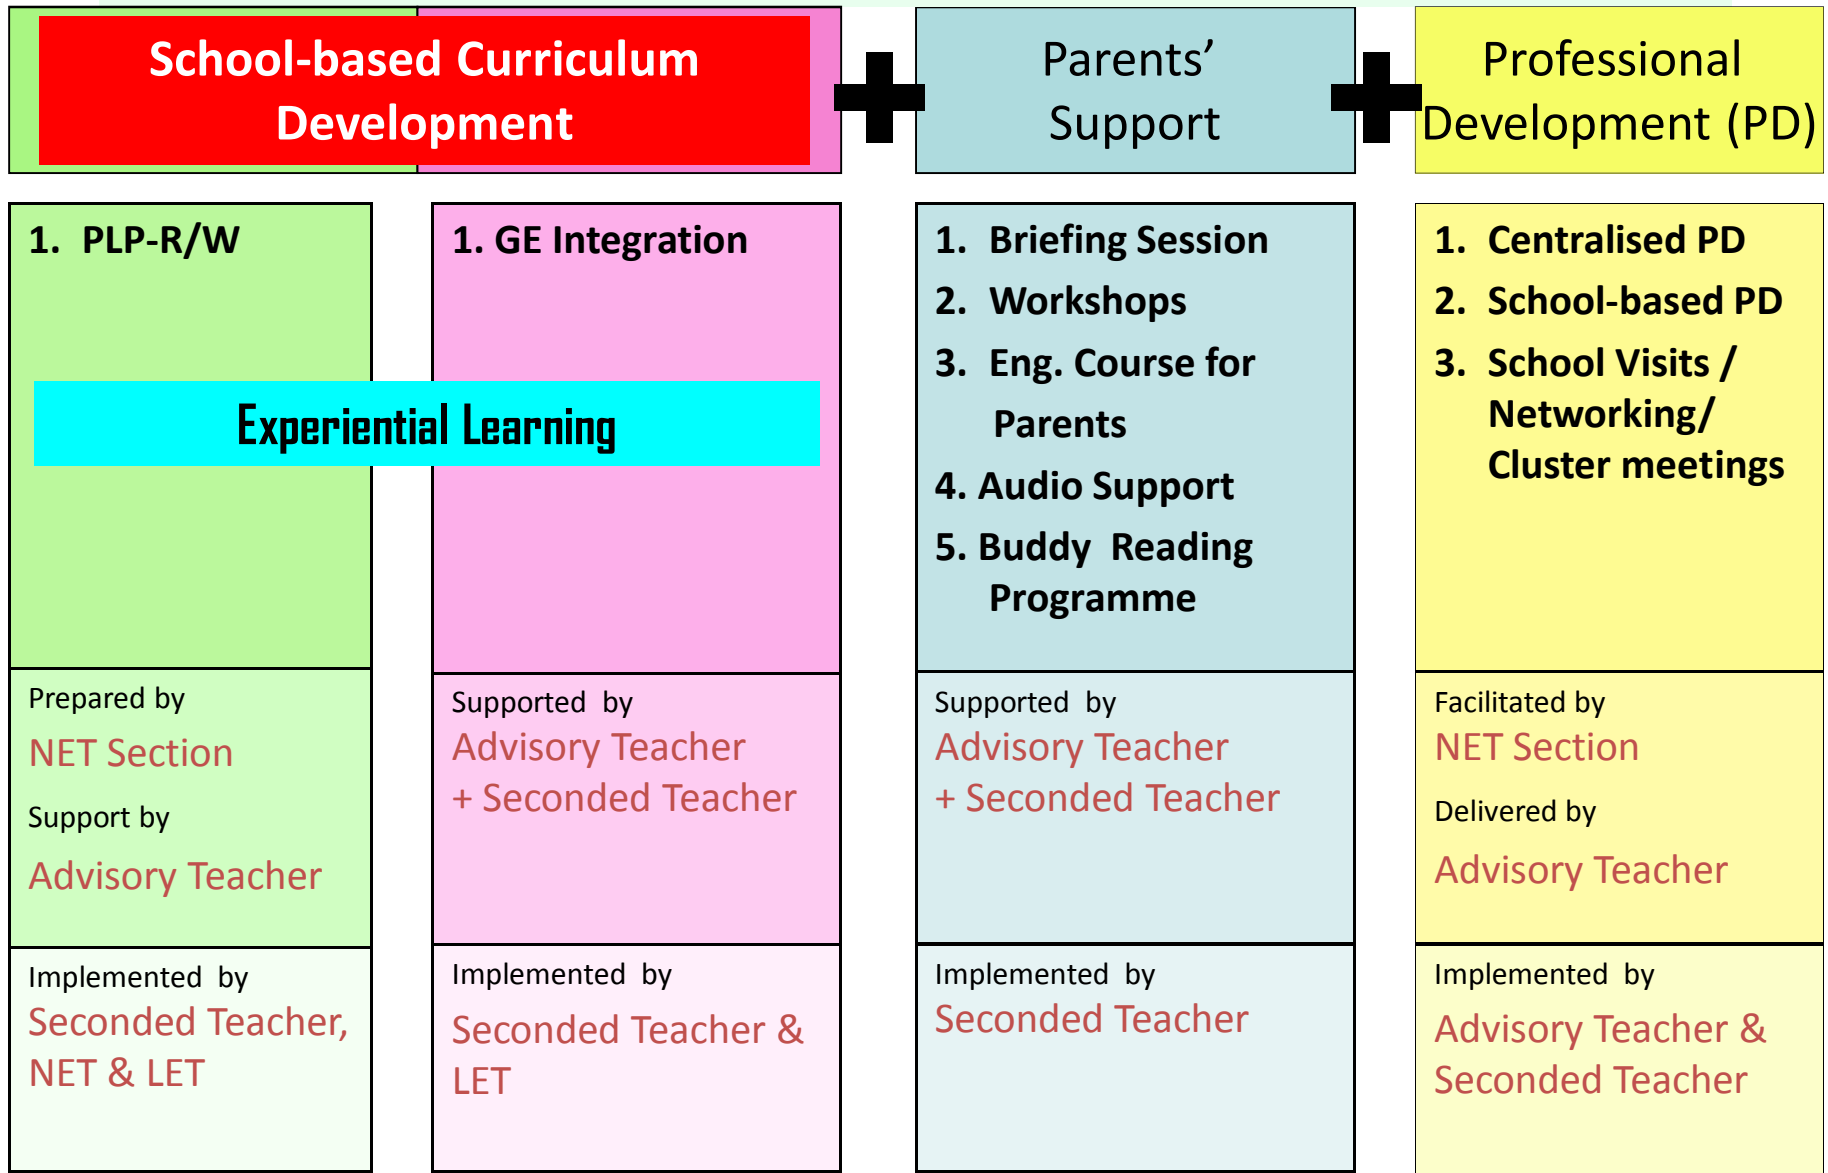 School-based Curriculum
Development
Parents’
Support
Professional
Development (PD)
1. PLP-R/W
1. GE Integration
Experiential Learning
1. Briefing Session
2. Workshops
3. Eng. Course for
Parents
4. Audio Support
5. Buddy Reading
Programme
1. Centralised PD
2. School-based PD
3. School Visits /
Networking/
Cluster meetings
Prepared by
NET Section
Support by
Advisory Teacher
Supported by
Advisory Teacher
+ Seconded Teacher
Supported by
Advisory Teacher
+ Seconded Teacher
Facilitated by
NET Section
Delivered by
Advisory Teacher
Implemented by
Seconded Teacher,
NET & LET
Implemented by
Seconded Teacher &
LET
Implemented by
Seconded Teacher
Implemented by
Advisory Teacher &
Seconded Teacher